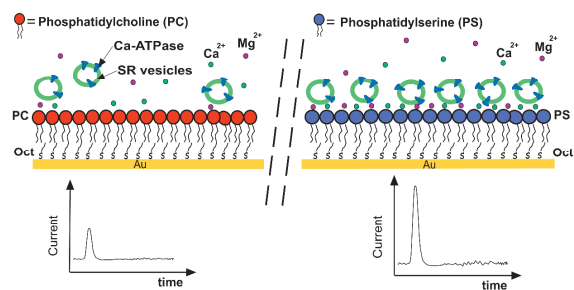 = Phosphatidylcholine (PC)
Ca-ATPase
SR vesicles
Ca2+
Mg2+
PC
Oct
S S S S S S S S S S S S S S S
Au
Current
time
= Phosphatidylserine (PS)
Ca2+
Mg2+
PS
Oct
S S S S S S S S S S S S S S S
Au
Current
time